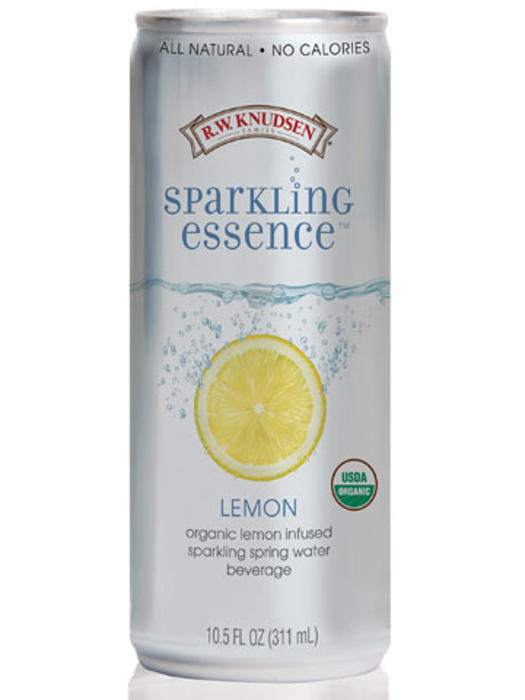 ALL NATURAL • NO CALORIES
R.W. KNUDSEN
FAMILY
sparkling
essence™
USDA
ORGANIC
LEMON
organic lemon infused
sparkling spring water
beverage
10.5 FL OZ (311 mL)